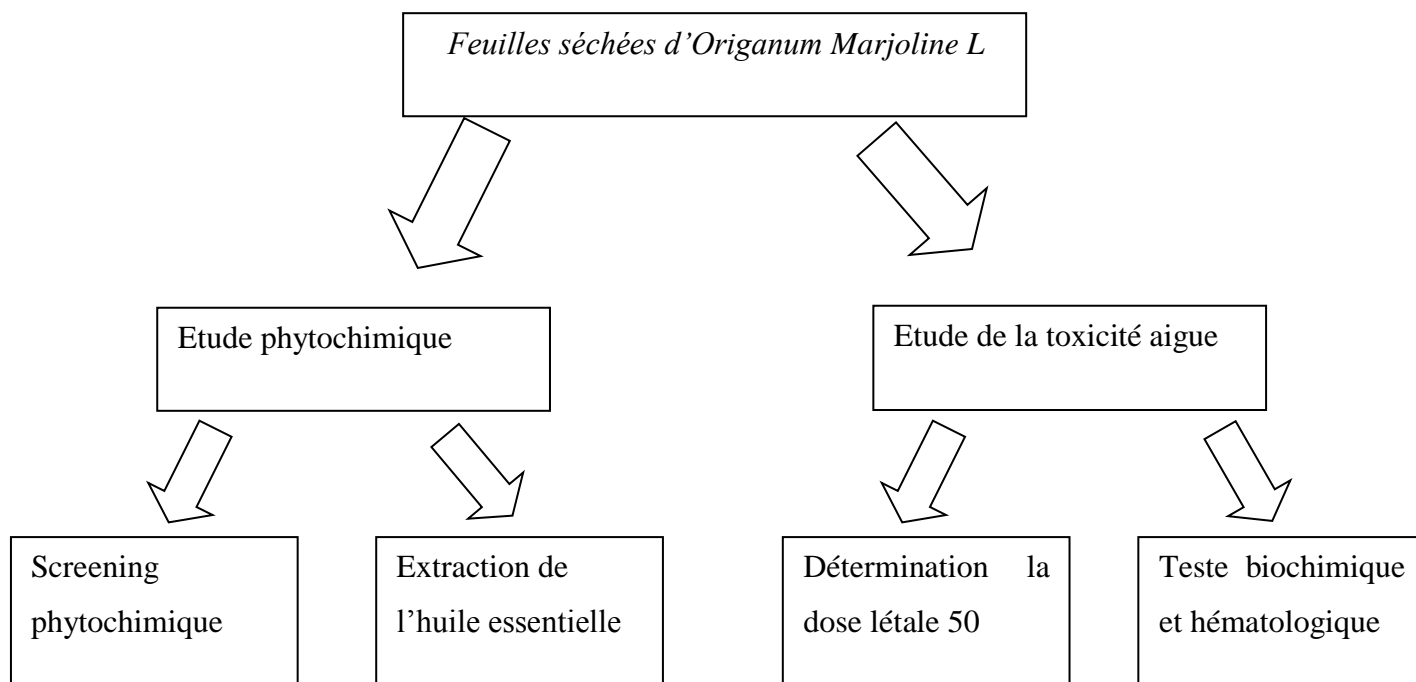 Feuilles séchées d’Origanum Marjoline L
Etude phytochimique
Etude de la toxicité aigue
Screening
phytochimique
Extraction de
l’huile essentielle
Détermination la
dose létale 50
Teste biochimique
et hématologique